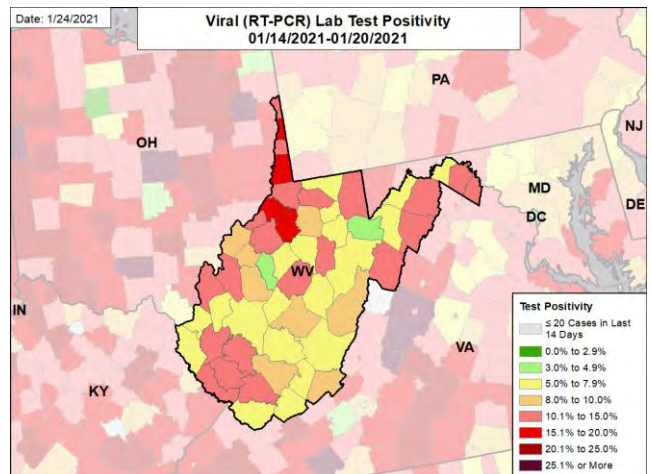 Date: 1/24/2021
Viral (RT-PCR) Lab Test Positivity
01/14/2021-01/20/2021
PA
OH
NJ
MD
DC
DE
WV
IN
VA
KY
Test Positivity
≤ 20 Cases in Last
14 Days
0.0% to 2.9%
3.0% to 4.9%
5.0% to 7.9%
8.0% to 10.0%
10.1% to 15.0%
15.1% to 20.0%
20.1% to 25.0%
25.1% or More